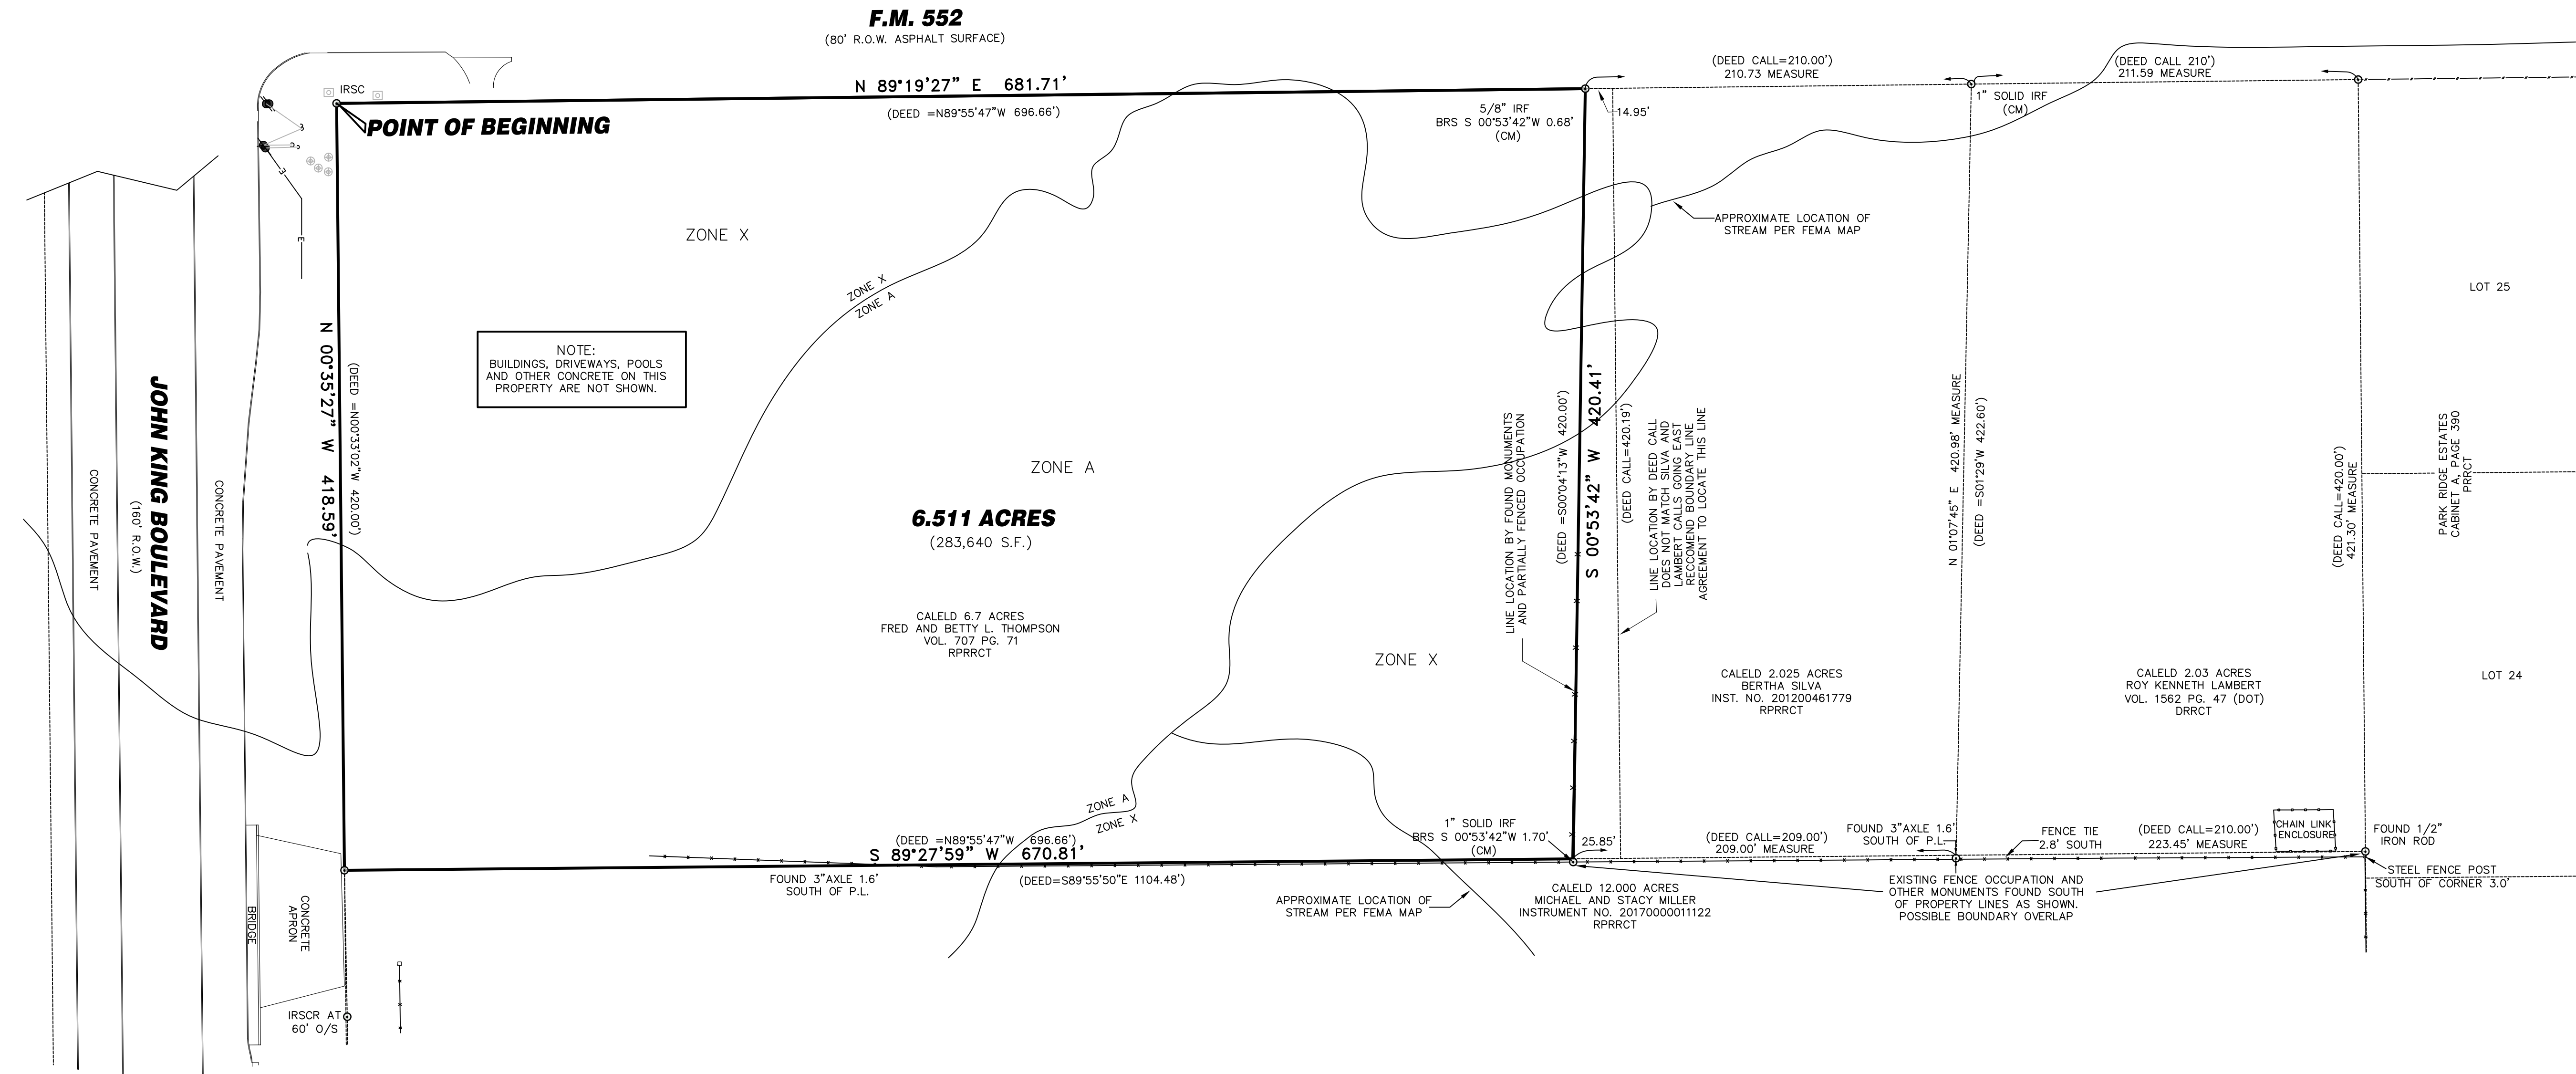 F.M. 552
(80' R.O.W. ASPHALT SURFACE)
N 89°19'27" E 681.71'
(DEED =N89°55'47"W 696.66')
IRSC
POINT OF BEGINNING
5/8" IRF
BRS S 00°53'42"W 0.68'
(CM)
14.95'
(DEED CALL=210.00')
210.73 MEASURE
1" SOLID IRF
(CM)
(DEED CALL 210')
211.59 MEASURE
E
ZONE X
ZONE X
ZONE A
APPROXIMATE LOCATION OF
STREAM PER FEMA MAP
LOT 25
NOTE:
BUILDINGS, DRIVEWAYS, POOLS
AND OTHER CONCRETE ON THIS
PROPERTY ARE NOT SHOWN.
N 00°35'27" W 418.59'
(DEED =N00°33'02"W 420.00')
JOHN KING BOULEVARD
(160' R.O.W.)
CONCRETE PAVEMENT
CONCRETE PAVEMENT
ZONE A
6.511 ACRES
(283,640 S.F.)
CALELD 6.7 ACRES
FRED AND BETTY L. THOMPSON
VOL. 707 PG. 71
RPRRCT
ZONE X
LINE LOCATION BY FOUND MONUMENTS
AND PARTIALLY FENCED OCCUPATION
(DEED =S00°04'13"W 420.00')
S 00°53'42" W 420.41'
(DEED CALL=420.19')
LINE LOCATION BY DEED CALL
DOES NOT MATCH SILVA AND
LAMBERT CALLS GOING EAST
RECCOMEND BOUNDARY LINE
AGREEMENT TO LOCATE THIS LINE
N 01°07'45" E 420.98' MEASURE
(DEED =S01°29'W 422.60')
(DEED CALL=420.00')
421.30' MEASURE
PARK RIDGE ESTATES
CABINET A, PAGE 390
PRRCT
CALELD 2.025 ACRES
BERTHA SILVA
INST. NO. 201200461779
RPRRCT
CALELD 2.03 ACRES
ROY KENNETH LAMBERT
VOL. 1562 PG. 47 (DOT)
DRRCT
LOT 24
ZONE A
ZONE X
(DEED =N89°55'47"W 696.66')
S 89°27'59" W 670.81'
(DEED=S89°55'50"E 1104.48')
FOUND 3"AXLE 1.6'
SOUTH OF P.L.
1" SOLID IRF
BRS S 00°53'42"W 1.70'
(CM)
25.85'
(DEED CALL=209.00')
209.00' MEASURE
FOUND 3"AXLE 1.6'
SOUTH OF P.L.
FENCE TIE
2.8' SOUTH
(DEED CALL=210.00')
223.45' MEASURE
CHAIN LINK
ENCLOSURE
FOUND 1/2"
IRON ROD
STEEL FENCE POST
SOUTH OF CORNER 3.0'
APPROXIMATE LOCATION OF
STREAM PER FEMA MAP
CALELD 12.000 ACRES
MICHAEL AND STACY MILLER
INSTRUMENT NO. 20170000011122
RPRRCT
EXISTING FENCE OCCUPATION AND
OTHER MONUMENTS FOUND SOUTH
OF PROPERTY LINES AS SHOWN.
POSSIBLE BOUNDARY OVERLAP
BRIDGE
CONCRETE
APRON
IRSCR AT
60' O/S